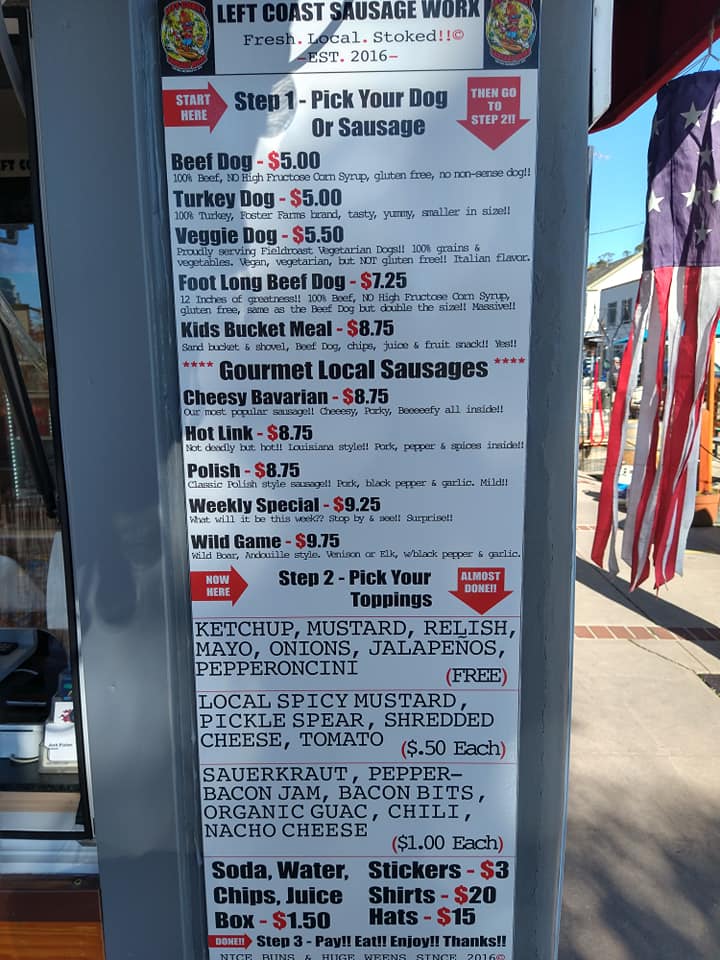 LEFT COAST SAUSAGE WORX
Fresh. Local. Stoked!!©
-EST. 2016-
START HERE
Step 1 - Pick Your Dog
Or Sausage
THEN GO TO STEP 2!!
Beef Dog - $5.00
100% Beef, NO High Fructose Corn Syrup, gluten free, no non-sense dog!!
Turkey Dog - $5.00
100% Turkey, Foster Farms brand, tasty, yummy, smaller in size!!
Veggie Dog - $5.50
Proudly serving Fieldroast Vegetarian Dogs!! 100% grains &
vegetables. Vegan, vegetarian, but NOT gluten free!! Italian flavor.
Foot Long Beef Dog - $7.25
12 Inches of greatness!! 100% Beef, NO High Fructose Corn Syrup,
gluten free, same as the Beef Dog but double the size!! Massive!!
Kids Bucket Meal - $8.75
Sand bucket & shovel, Beef Dog, chips, juice & fruit snack!! Yes!!
**** Gourmet Local Sausages ****
Cheesy Bavarian - $8.75
Our most popular sausage!! Cheeesy, Porky, Beeeeefy all inside!!
Hot Link - $8.75
Not deadly but hot!! Louisiana style!! Pork, pepper & spices inside!!
Polish - $8.75
Classic Polish style sausage!! Pork, black pepper & garlic. Mild!!
Weekly Special - $9.25
What will it be this week?? Stop by & see!! Surprise!!
Wild Game - $9.75
Wild Boar, Andouille style. Venison or Elk, w/black pepper & garlic.
NOW HERE
Step 2 - Pick Your
Toppings
ALMOST DONE!!
KETCHUP, MUSTARD, RELISH,
MAYO, ONIONS, JALAPEÑOS,
PEPPERONCINI (FREE)
LOCAL SPICY MUSTARD,
PICKLE SPEAR, SHREDDED
CHEESE, TOMATO ($.50 Each)
SAUERKRAUT, PEPPER-
BACON JAM, BACON BITS,
ORGANIC GUAC, CHILI,
NACHO CHEESE ($1.00 Each)
Soda, Water,
Chips, Juice
Box - $1.50
Stickers - $3
Shirts - $20
Hats - $15
DONE!! Step 3 - Pay!! Eat!! Enjoy!! Thanks!!
NICE BUNS & HUGE WEENS SINCE 2016©